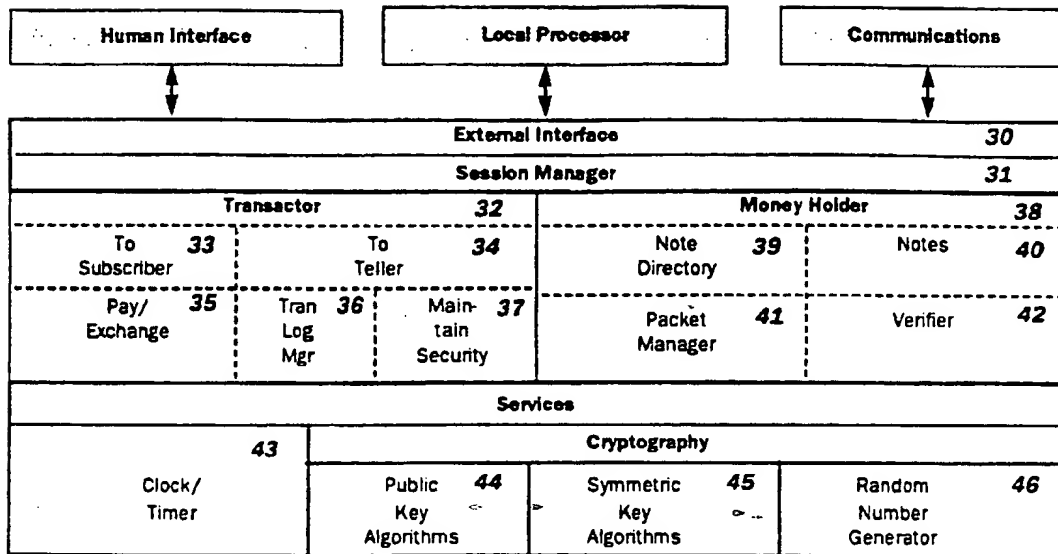 Human Interface
Local Processor
Communications
External Interface 30
Session Manager 31
Transactor 32
Money Holder 38
To 33
Subscriber
To 34
Teller
Note 39
Directory
Notes 40
Pay/ 35
Exchange
Tran 36
Log
Mgr
Main- 37
tain
Security
Packet 41
Manager
Verifier 42
Services
43
Clock/
Timer
Cryptography
Public 44
Key
Algorithms
Symmetric 45
Key
Algorithms
Random 46
Number
Generator